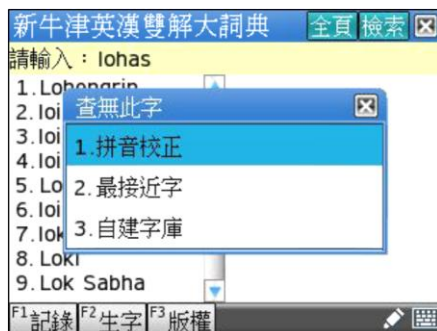 新牛津英漢雙解大詞典 全頁 檢索
請輸入：lohas
1.Lohengrin
2.loi
3.loi
4.loi
5.Lo
6.loi
7.lok
8.Loki
9.Lok Sabha
查無此字
1.拼音校正
2.最接近字
3.自建字庫
F1記錄 F2生字 F3版權